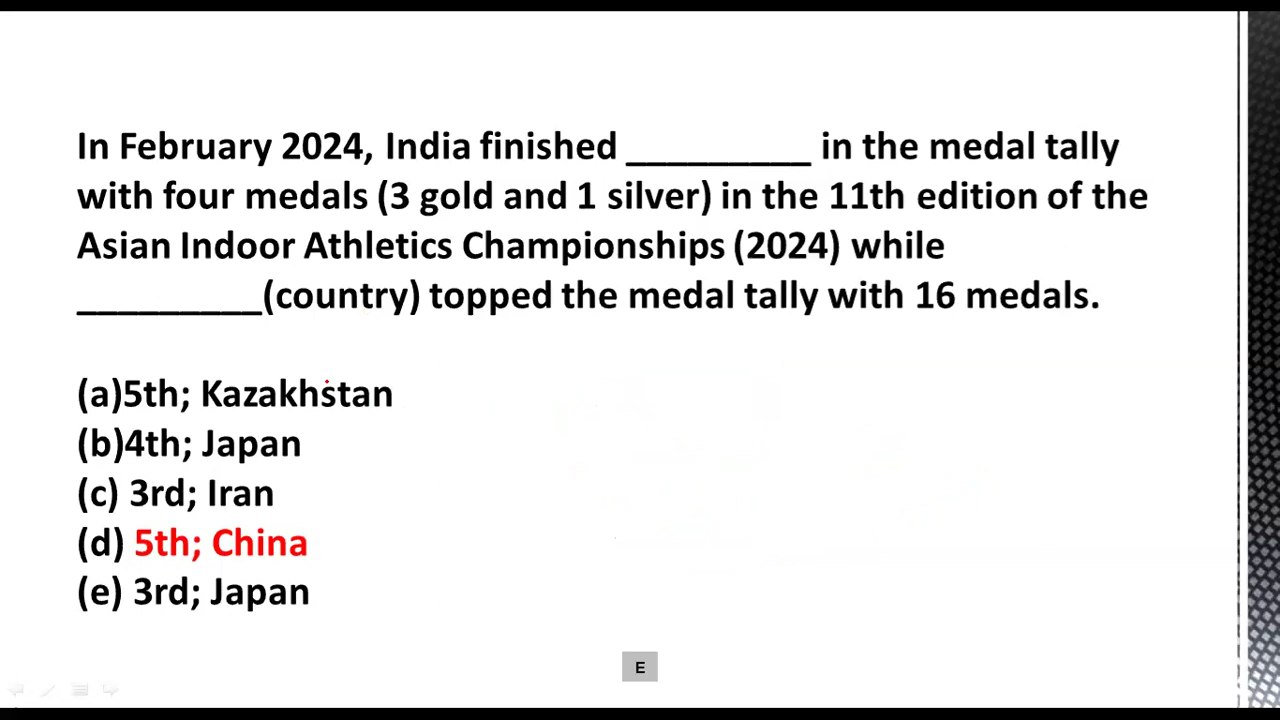 In February 2024, India finished _________ in the medal tally
with four medals (3 gold and 1 silver) in the 11th edition of the
Asian Indoor Athletics Championships (2024) while
_________(country) topped the medal tally with 16 medals.
(a)5th; Kazakhstan
(b)4th; Japan
(c) 3rd; Iran
(d) 5th; China
(e) 3rd; Japan
E